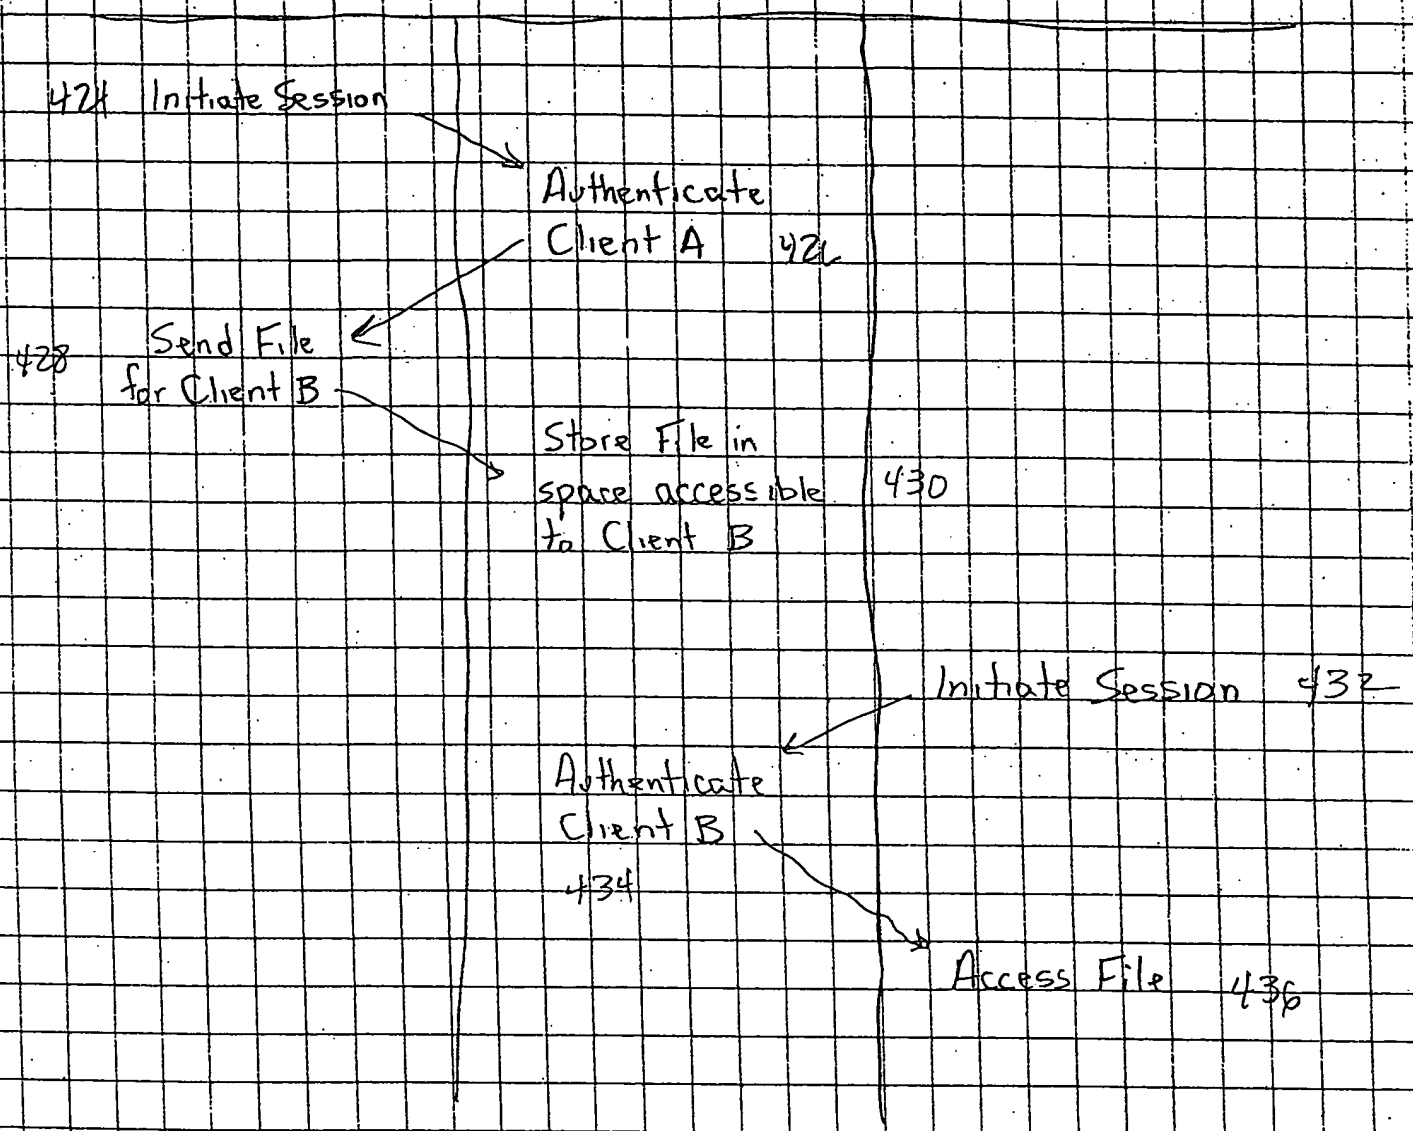 424 Initiate Session
Authenticate
Client A 426
Send File
428
for Client B
Store File in
space accessible 430
to Client B
Initiate Session 432
Authenticate
Client B
434
Access File 436